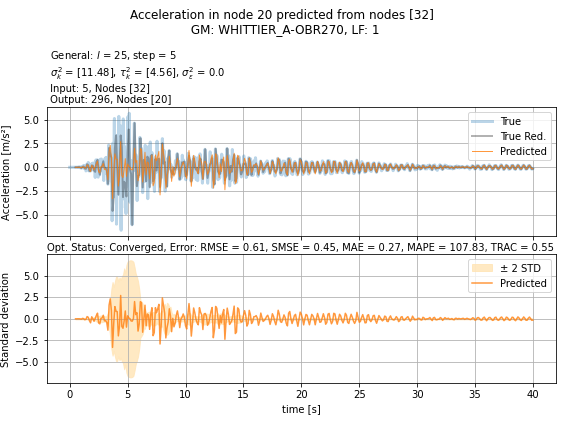 Acceleration in node 20 predicted from nodes [32]
GM: WHITTIER_A-OBR270, LF: 1
General: l = 25, step = 5
σ²ₖ = [11.48], τ²ₖ = [4.56], σ²ε = 0.0
Input: 5, Nodes [32]
Output: 296, Nodes [20]
Acceleration [m/s²]
5.0
2.5
0.0
−2.5
−5.0
True
True Red.
Predicted
Opt. Status: Converged, Error: RMSE = 0.61, SMSE = 0.45, MAE = 0.27, MAPE = 107.83, TRAC = 0.55
Standard deviation
5.0
2.5
0.0
−2.5
−5.0
± 2 STD
Predicted
0 5 10 15 20 25 30 35 40
time [s]